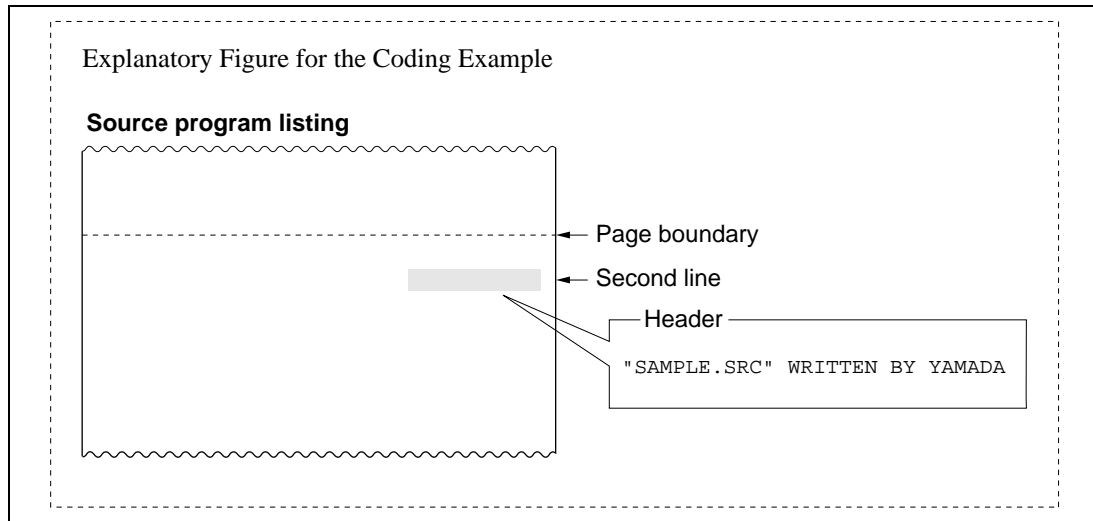 Explanatory Figure for the Coding Example
Source program listing
Page boundary
Second line
Header
"SAMPLE.SRC" WRITTEN BY YAMADA